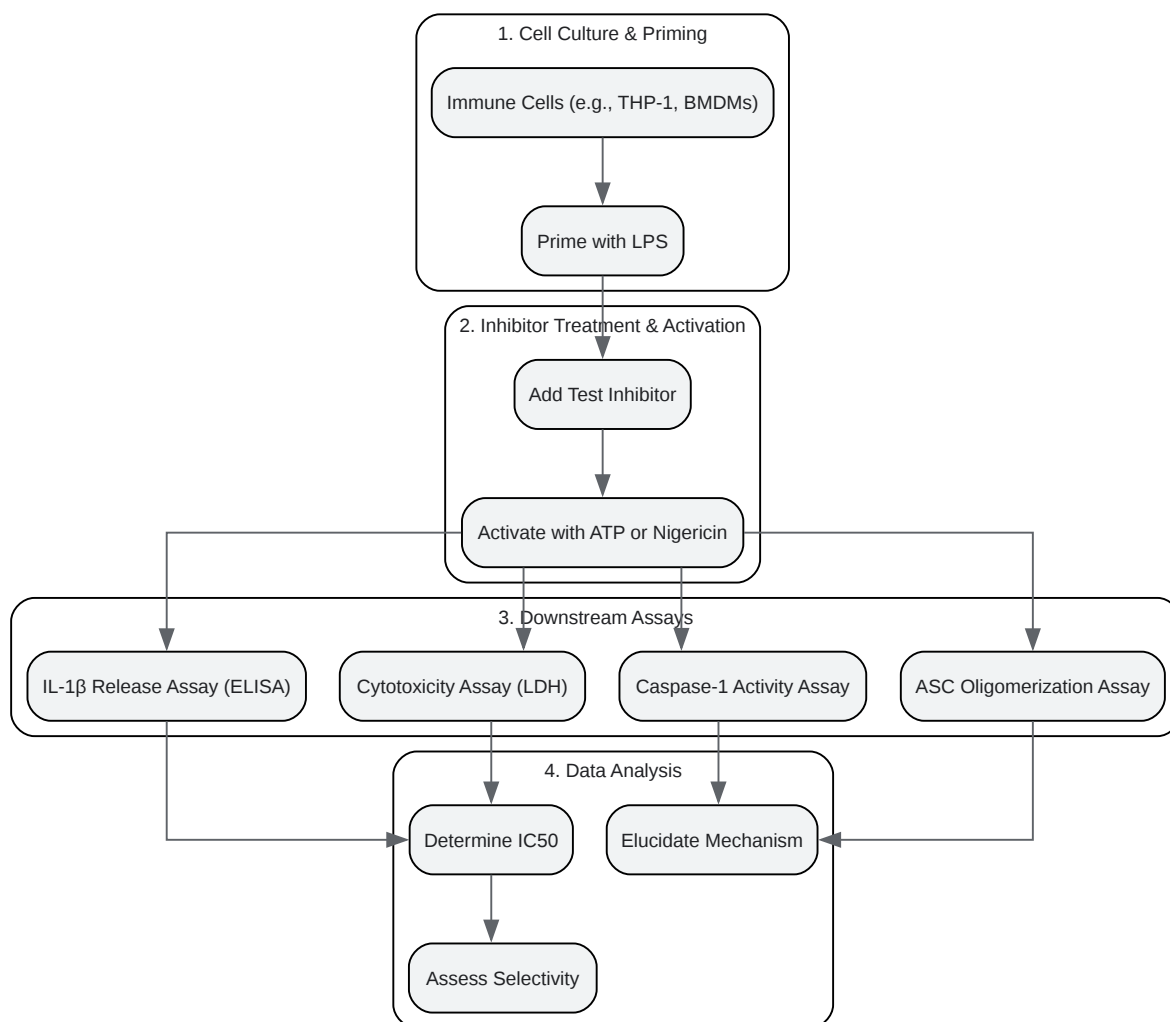 1. Cell Culture & Priming
Immune Cells (e.g., THP-1, BMDMs)
Prime with LPS
2. Inhibitor Treatment & Activation
Add Test Inhibitor
Activate with ATP or Nigericin
3. Downstream Assays
IL-1β Release Assay (ELISA)
Cytotoxicity Assay (LDH)
Caspase-1 Activity Assay
ASC Oligomerization Assay
4. Data Analysis
Determine IC50
Elucidate Mechanism
Assess Selectivity